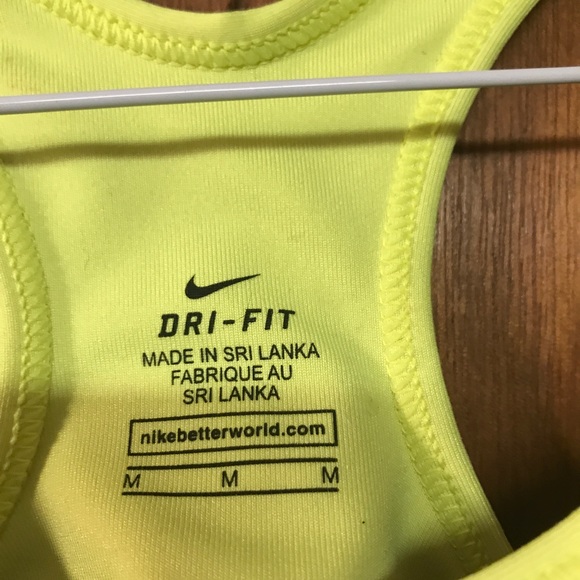 DRI-FIT
MADE IN SRI LANKA
FABRIQUE AU
SRI LANKA
nikebetterworld.com
M M M